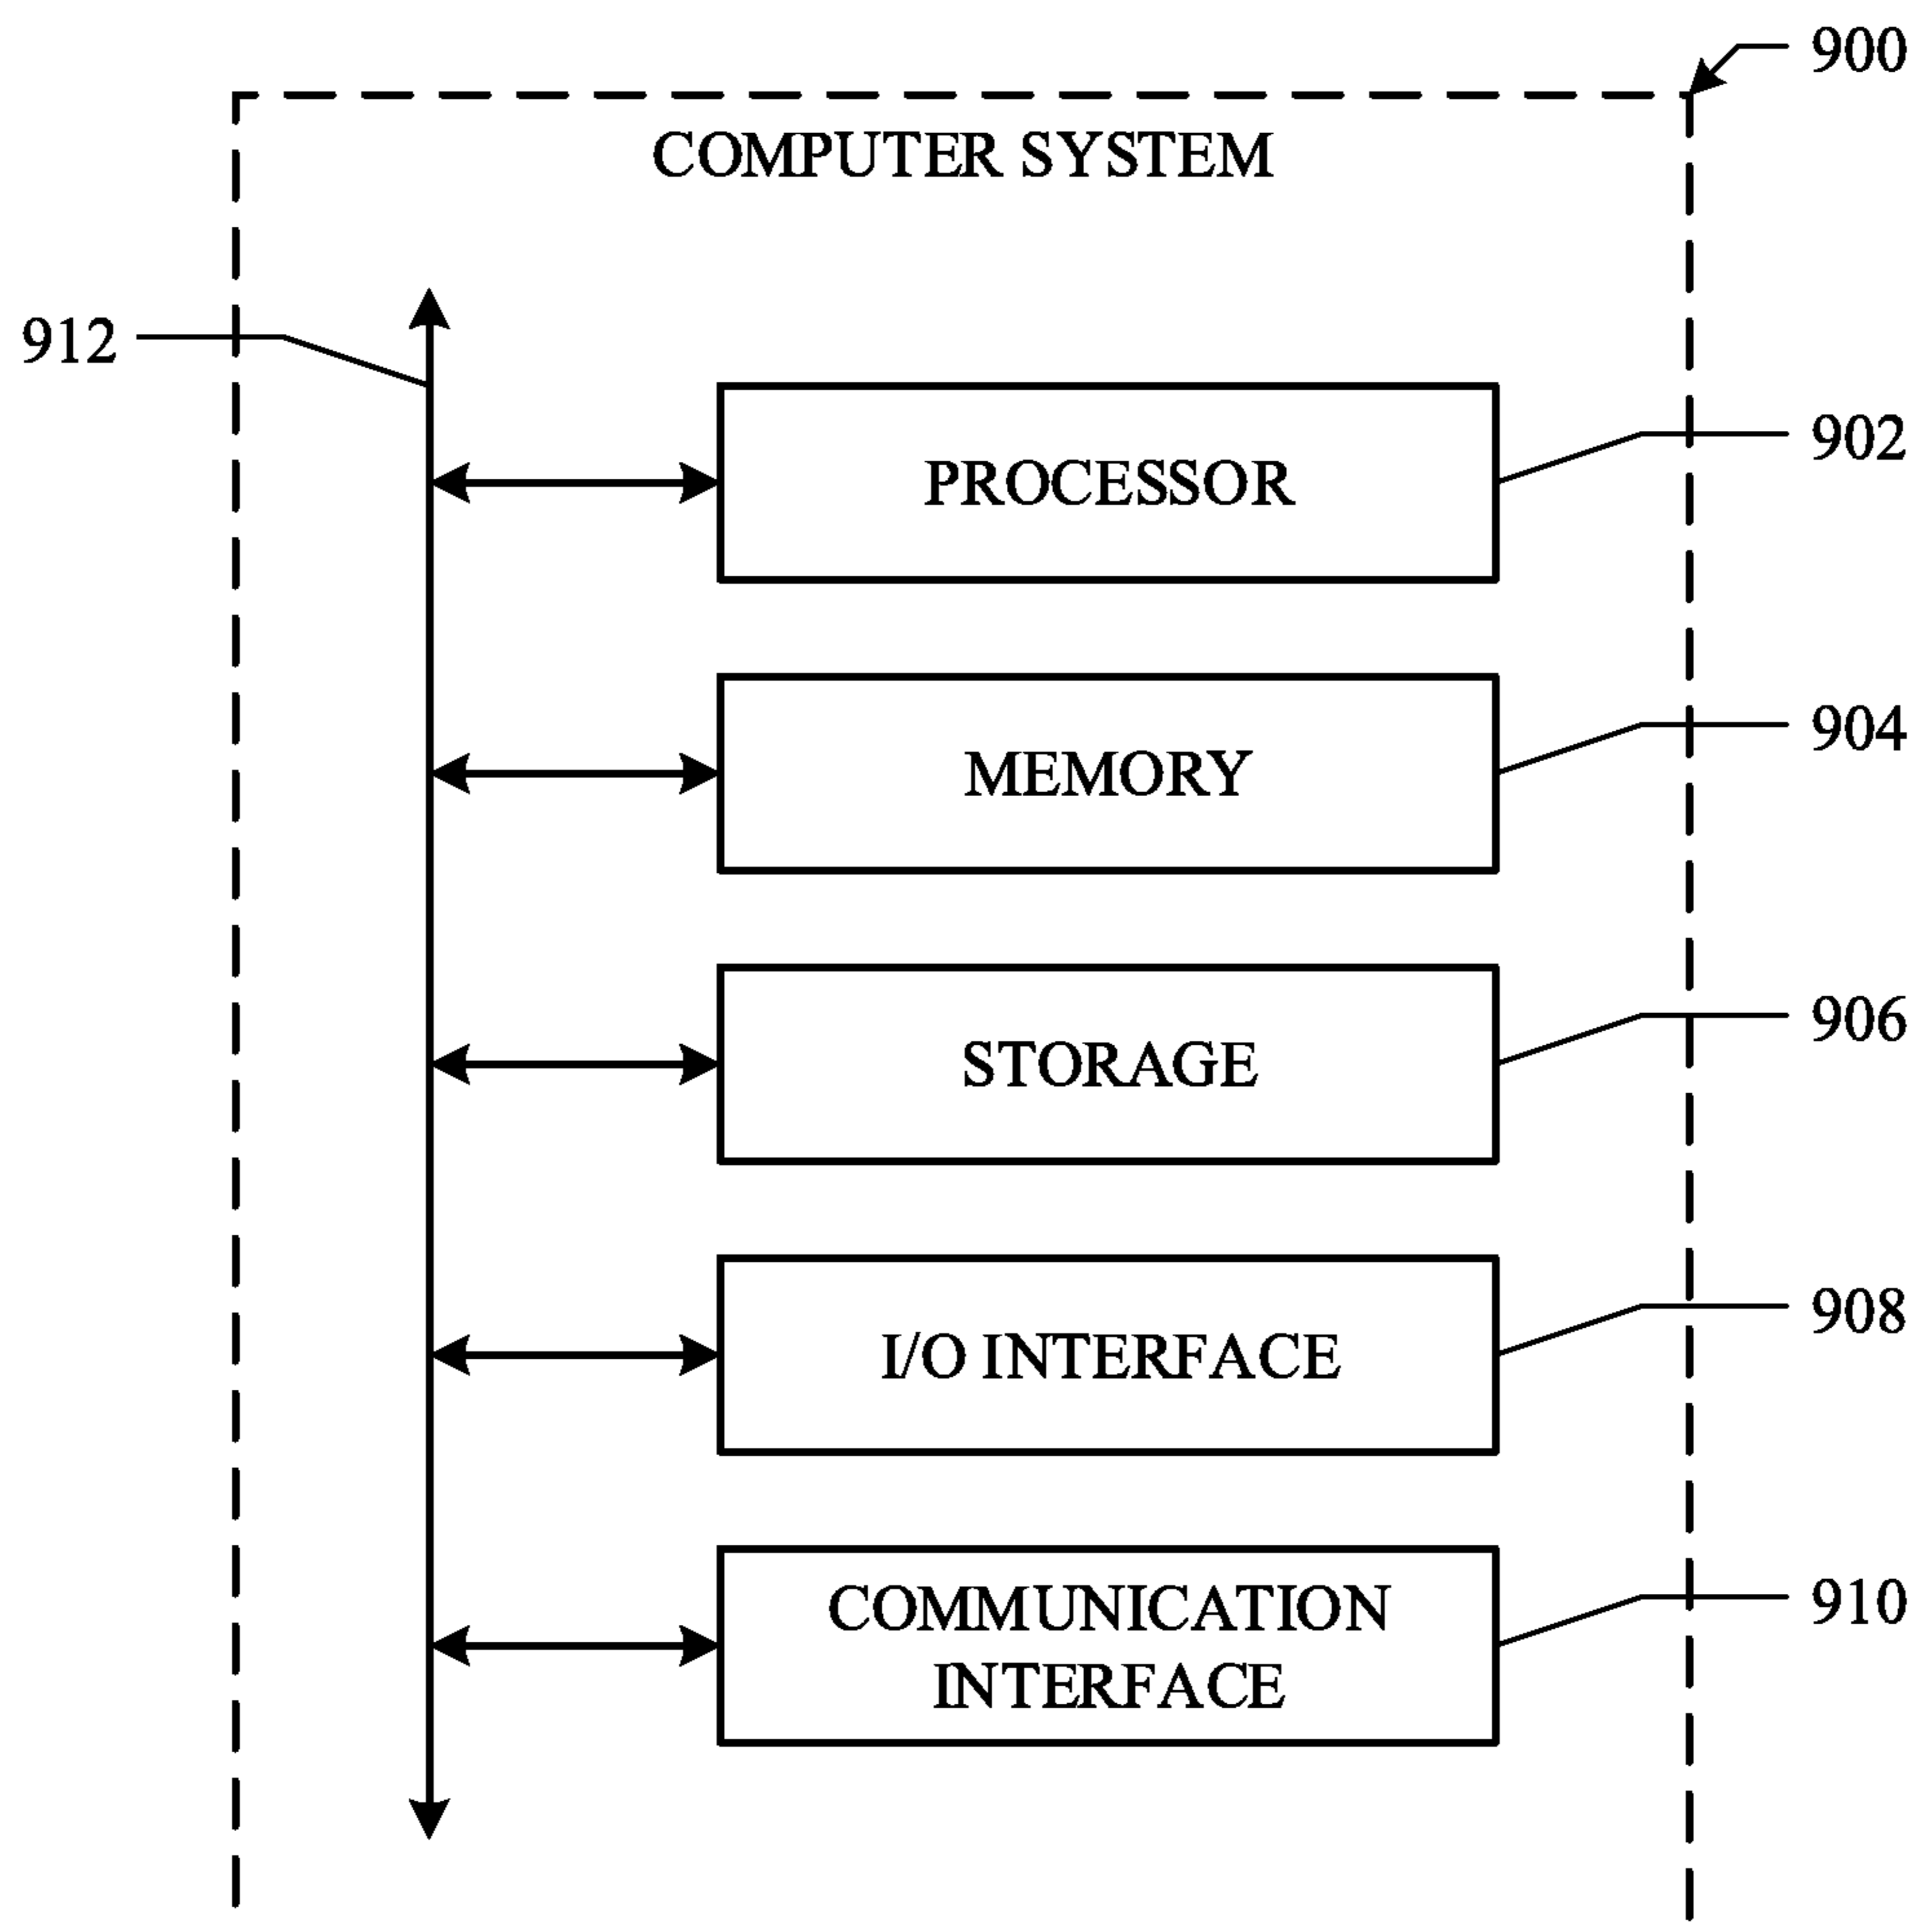 900
COMPUTER SYSTEM
912
PROCESSOR
902
MEMORY
904
STORAGE
906
I/O INTERFACE
908
COMMUNICATION
INTERFACE
910